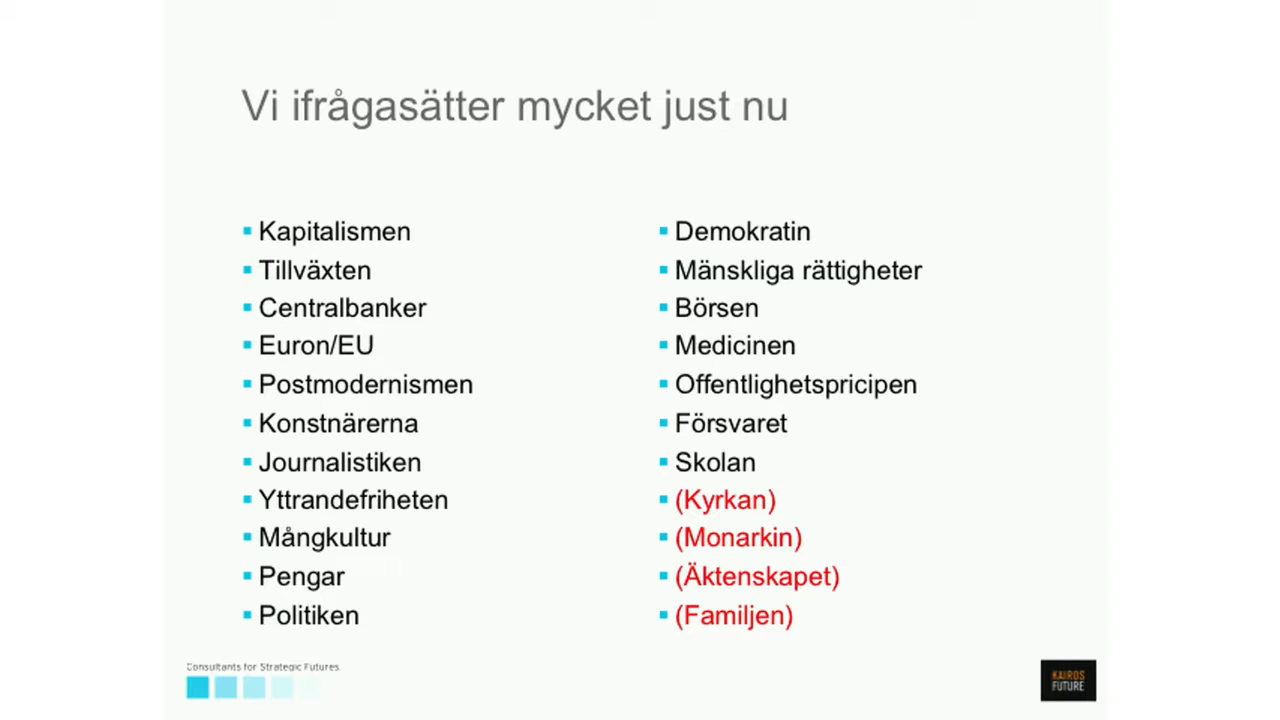 Vi ifrågasätter mycket just nu
Kapitalismen
Tillväxten
Centralbanker
Euron/EU
Postmodernismen
Konstnärerna
Journalistiken
Yttrandefriheten
Mångkultur
Pengar
Politiken
Demokratin
Mänskliga rättigheter
Börsen
Medicinen
Offentlighetspricipen
Försvaret
Skolan
(Kyrkan)
(Monarkin)
(Äktenskapet)
(Familjen)
Consultants for Strategic Futures
KAIROS
FUTURE